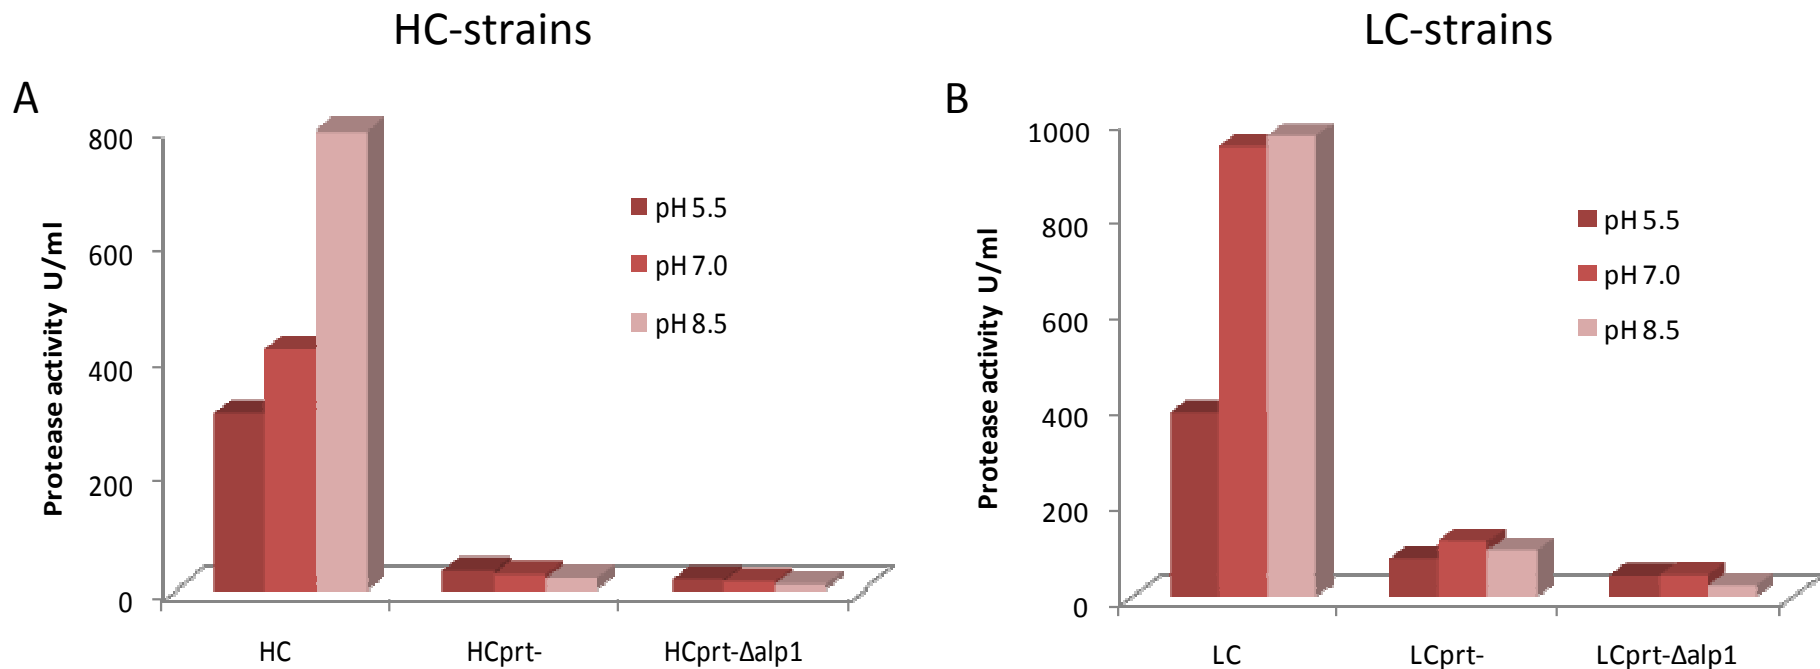 HC-strains
A
Protease activity U/ml
800
600
400
200
0
pH 5.5
pH 7.0
pH 8.5
HC
HCprt-
HCprt-Δalp1
LC-strains
B
Protease activity U/ml
1000
800
600
400
200
0
pH 5.5
pH 7.0
pH 8.5
LC
LCprt-
LCprt-Δalp1